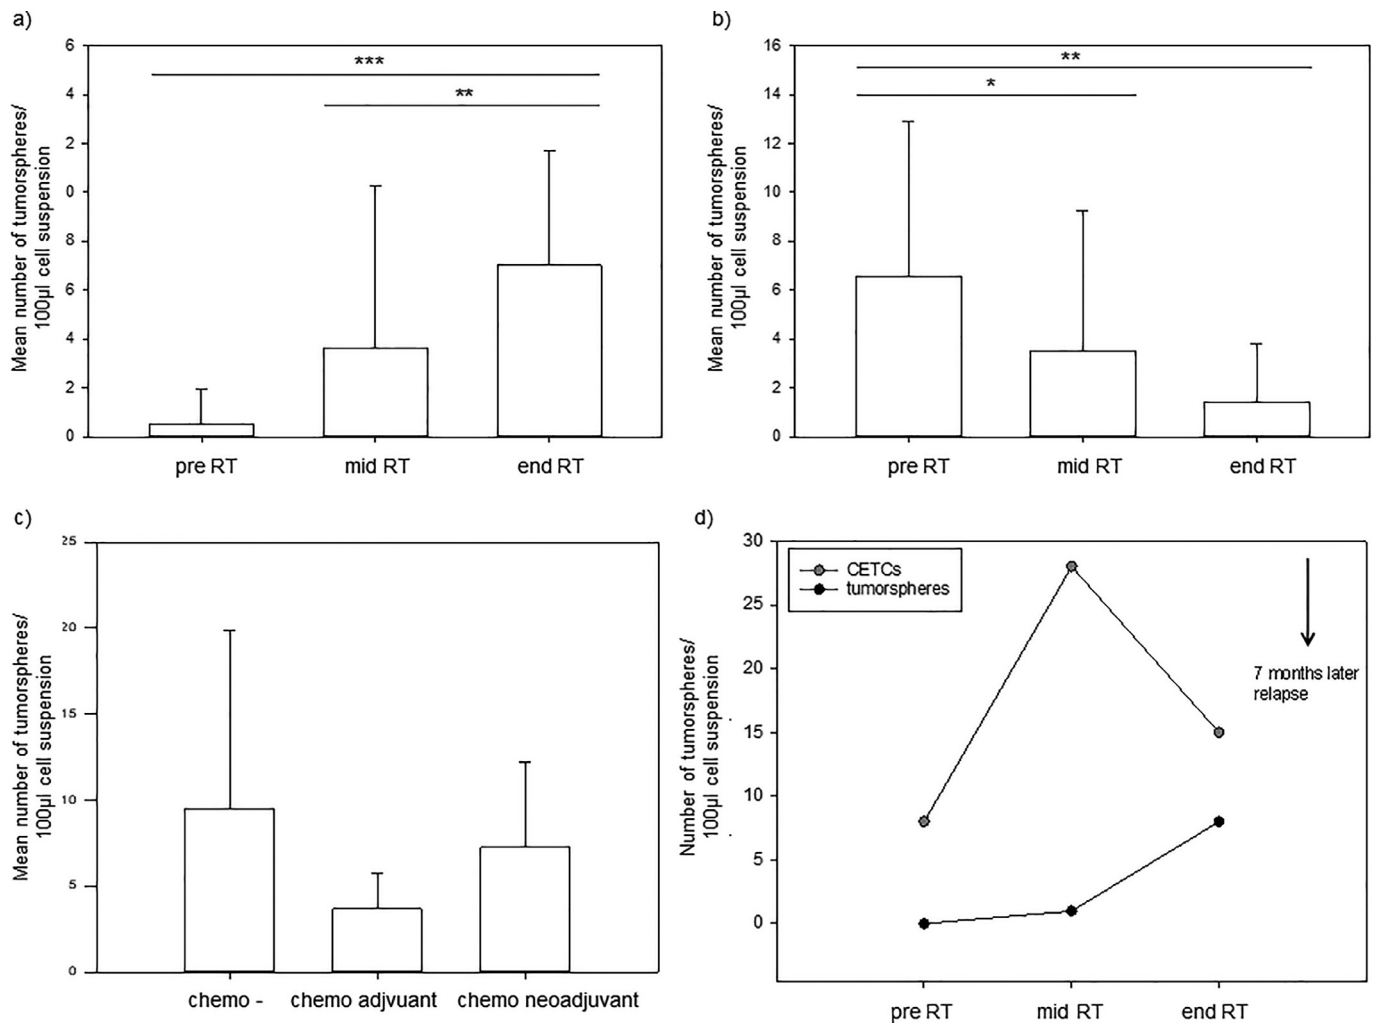 a)
6
4
2
0
8
6
4
2
0
Mean number of tumorspheres/
100µl cell suspension
***
**
pre RT
mid RT
end RT
b)
16
14
12
10
8
6
4
2
0
Mean number of tumorspheres/
100µl cell suspension
**
*
pre RT
mid RT
end RT
c)
25
20
15
10
5
0
Mean number of tumorspheres/
100µl cell suspension
chemo -
chemo adjvuant
chemo neoadjuvant
d)
30
25
20
15
10
5
0
Number of tumorspheres/
100µl cell suspension
CETCs
tumorspheres
7 months later
relapse
pre RT
mid RT
end RT